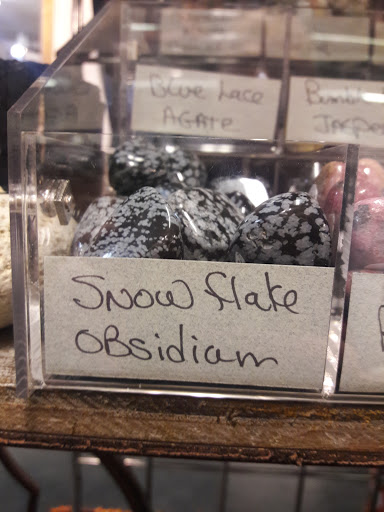 Blue Lace
AGATE
Snow flake
OBsidiam